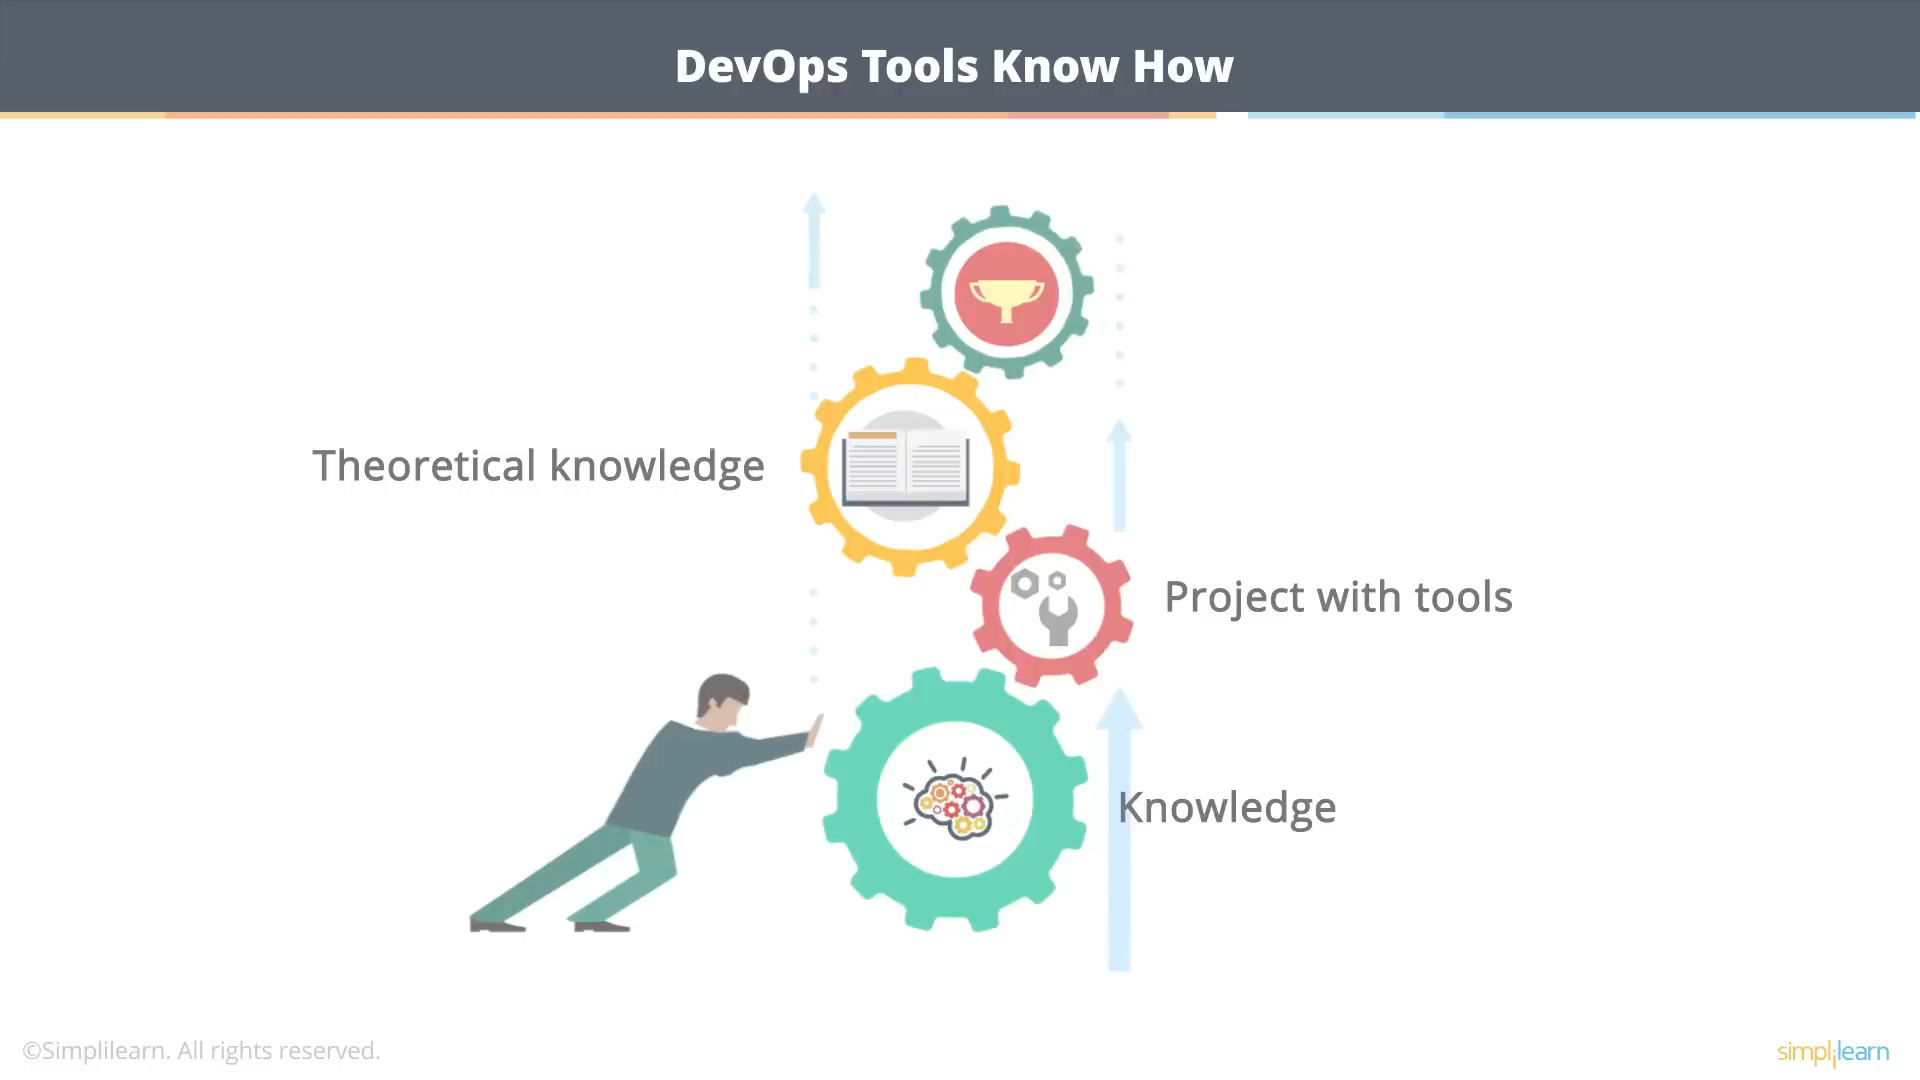 DevOps Tools Know How
Theoretical knowledge
Project with tools
Knowledge
©Simplilearn. All rights reserved.
simplilearn